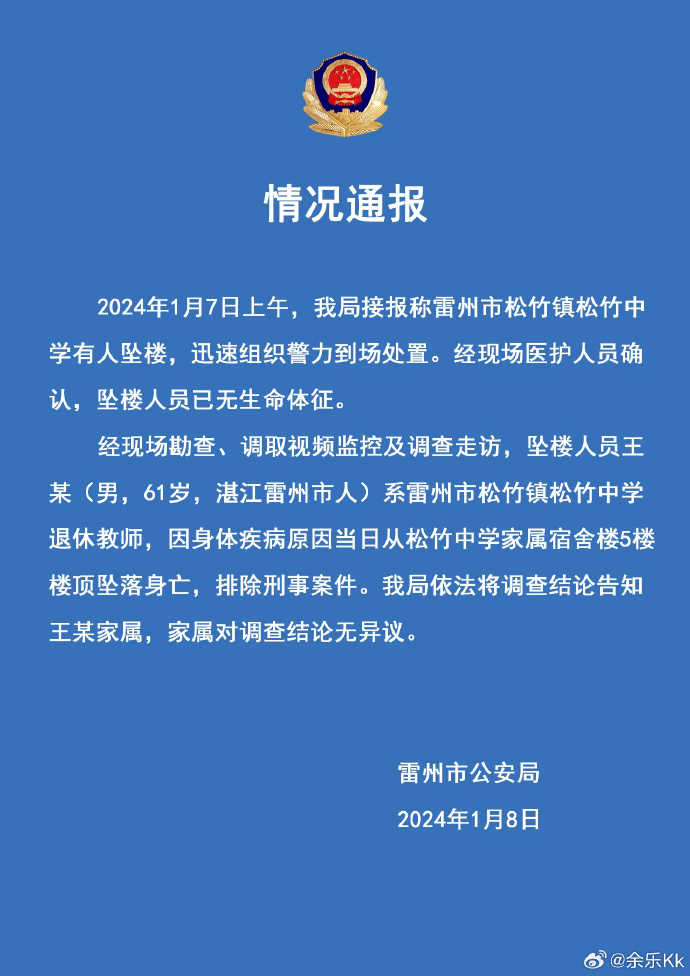 情况通报
2024年1月7日上午，我局接报称雷州市松竹镇松竹中
学有人坠楼，迅速组织警力到场处置。经现场医护人员确
认，坠楼人员已无生命体征。
经现场勘查、调取视频监控及调查走访，坠楼人员王
某（男，61岁，湛江雷州市人）系雷州市松竹镇松竹中学
退休教师，因身体疾病原因当日从松竹中学家属宿舍楼5楼
楼顶坠落身亡，排除刑事案件。我局依法将调查结论告知
王某家属，家属对调查结论无异议。
雷州市公安局
2024年1月8日
@余乐Kk